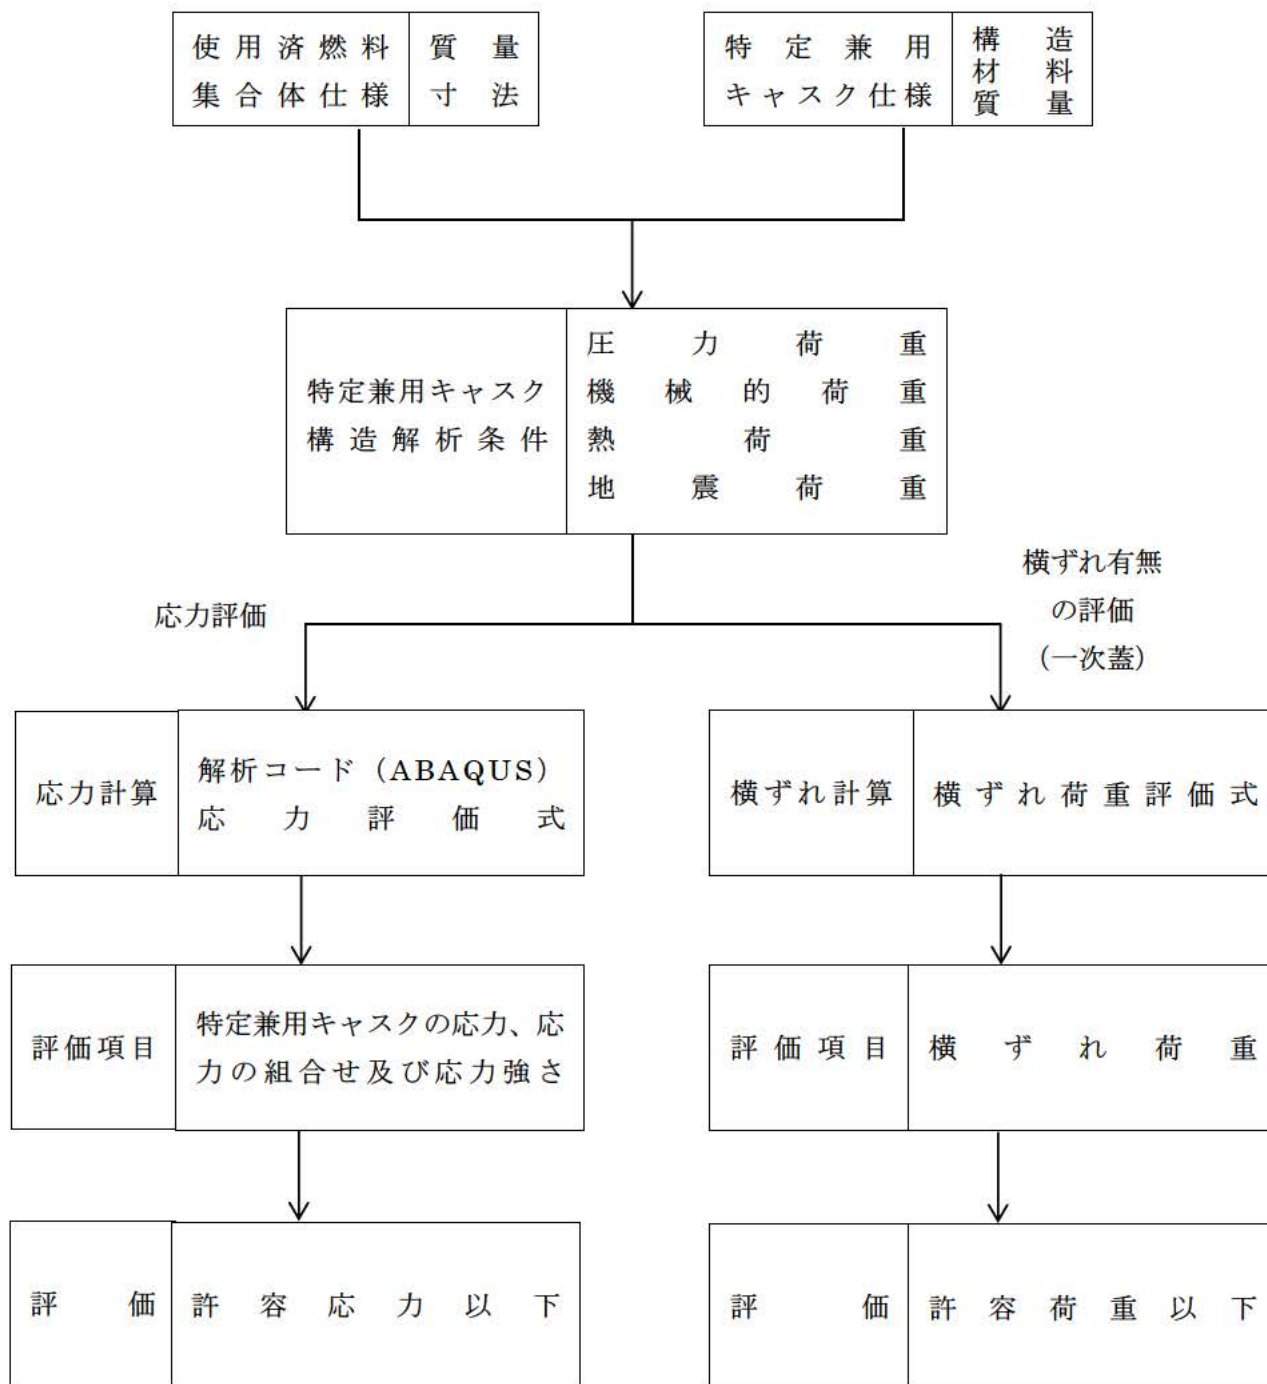 使用済燃料
集合体仕様
質量
寸法
特定兼用
キャスク仕様
構造
材料
質量
特定兼用キャスク
構造解析条件
圧力荷重
機械的荷重
熱荷重
地震荷重
応力評価
横ずれ有無
の評価
(一次蓋)
応力計算
解析コード（ABAQUS）
応力評価式
横ずれ計算
横ずれ荷重評価式
評価項目
特定兼用キャスクの応力、応
力の組合せ及び応力強さ
評価項目
横ずれ荷重
評価
許容応力以下
評価
許容荷重以下